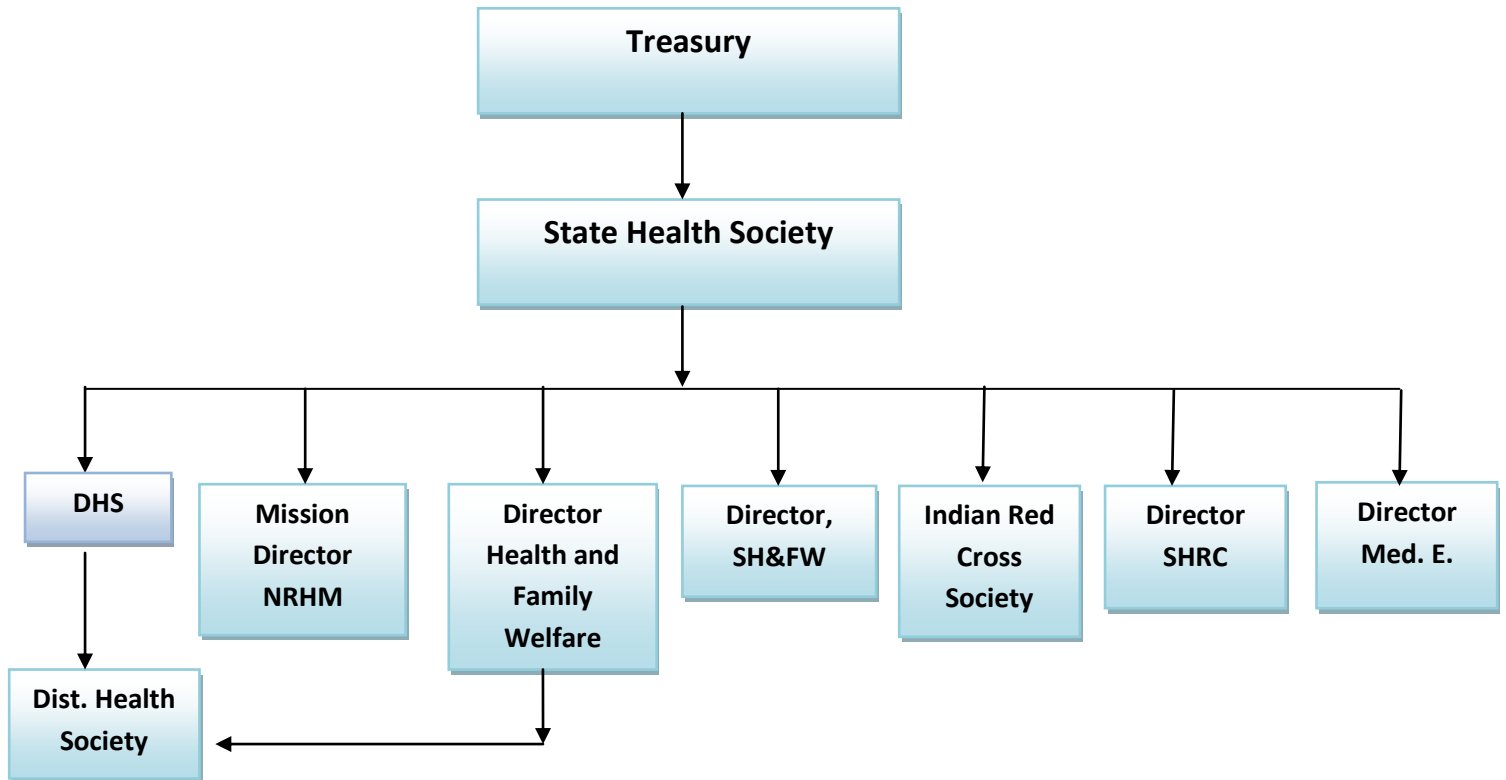 Treasury
State Health Society
DHS
Mission
Director
NRHM
Director
Health and
Family
Welfare
Director,
SH&FW
Indian Red
Cross
Society
Director
SHRC
Director
Med. E.
Dist. Health
Society